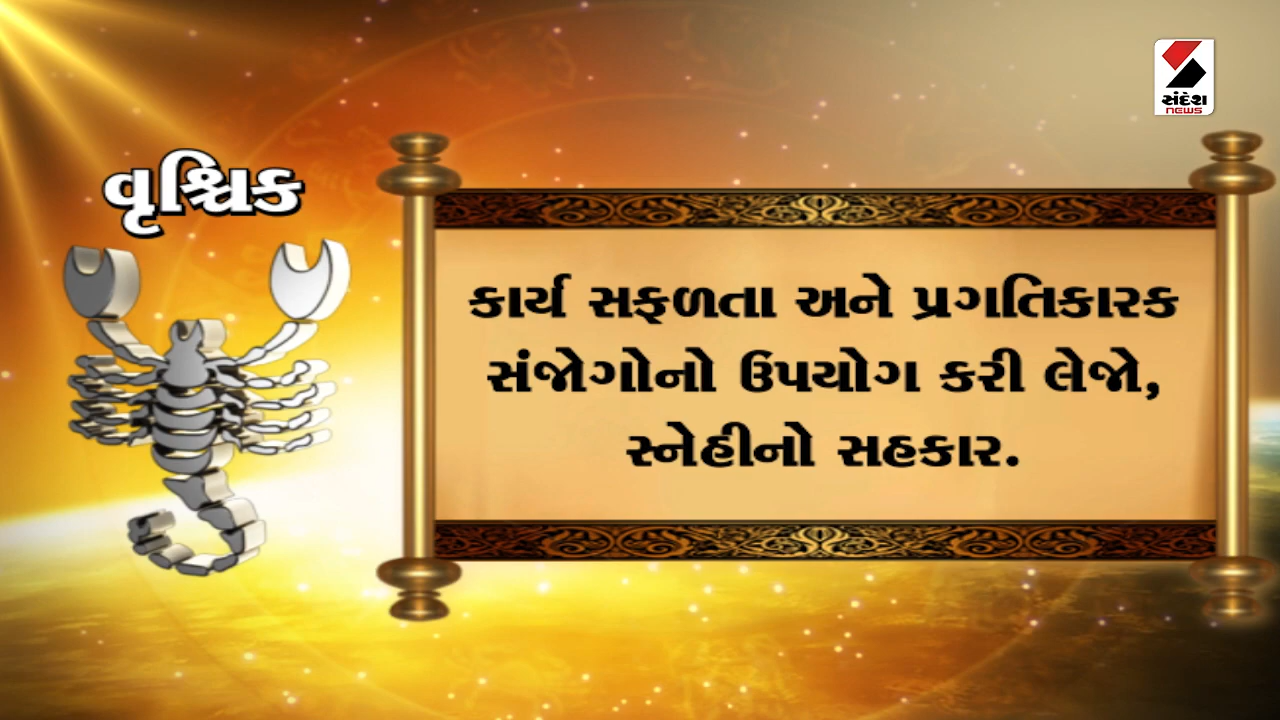 સંદેશ
NEWS
વૃશ્ચિક
કાર્ય સફળતા અને પ્રગતિકારક
સંજોગોનો ઉપયોગ કરી લેજો,
સ્નેહીનો સહકાર.